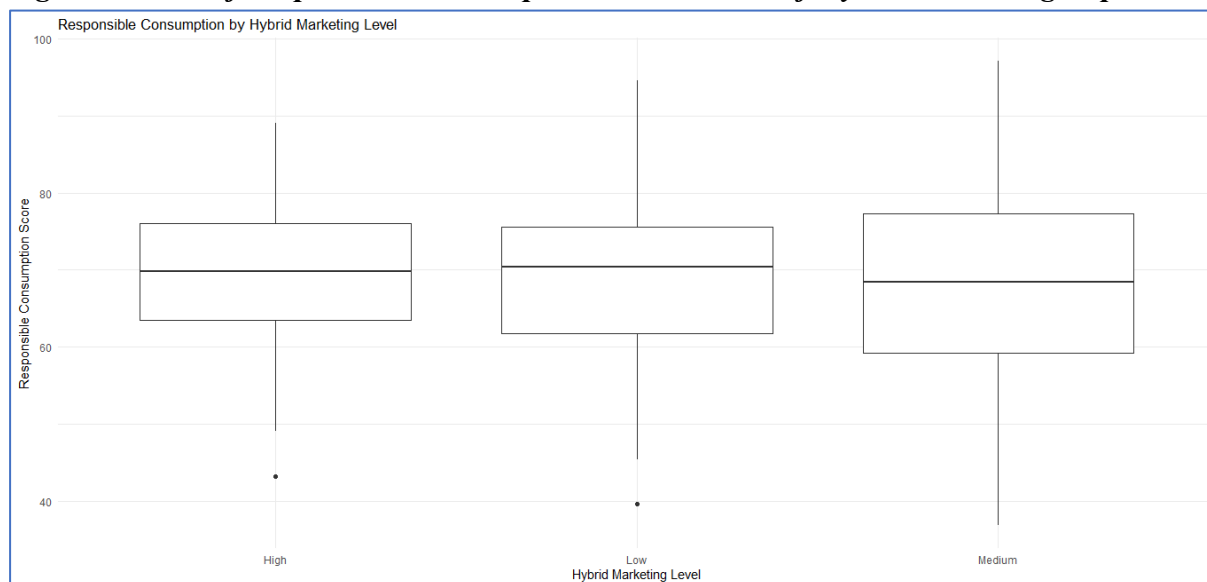 Responsible Consumption by Hybrid Marketing Level
100
80
60
40
Responsible Consumption Score
High Low Medium
Hybrid Marketing Level